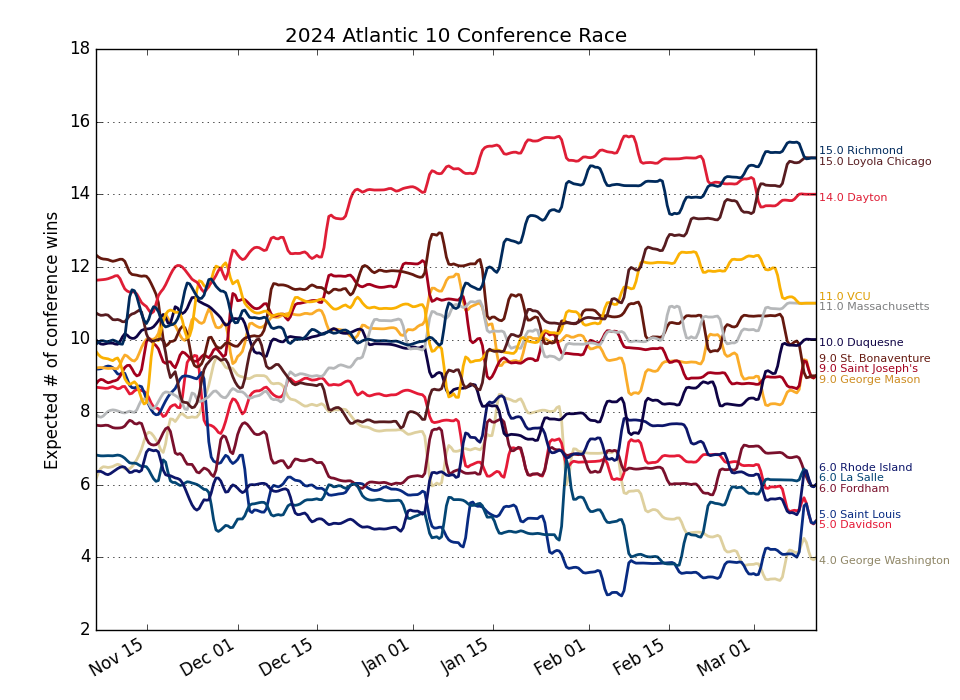 2024 Atlantic 10 Conference Race
Expected # of conference wins
18
16
14
12
10
8
6
4
2
Nov 15
Dec 01
Dec 15
Jan 01
Jan 15
Feb 01
Feb 15
Mar 01
15.0 Richmond
15.0 Loyola Chicago
14.0 Dayton
11.0 VCU
11.0 Massachusetts
10.0 Duquesne
9.0 St. Bonaventure
9.0 Saint Joseph's
9.0 George Mason
6.0 Rhode Island
6.0 La Salle
6.0 Fordham
5.0 Saint Louis
5.0 Davidson
4.0 George Washington